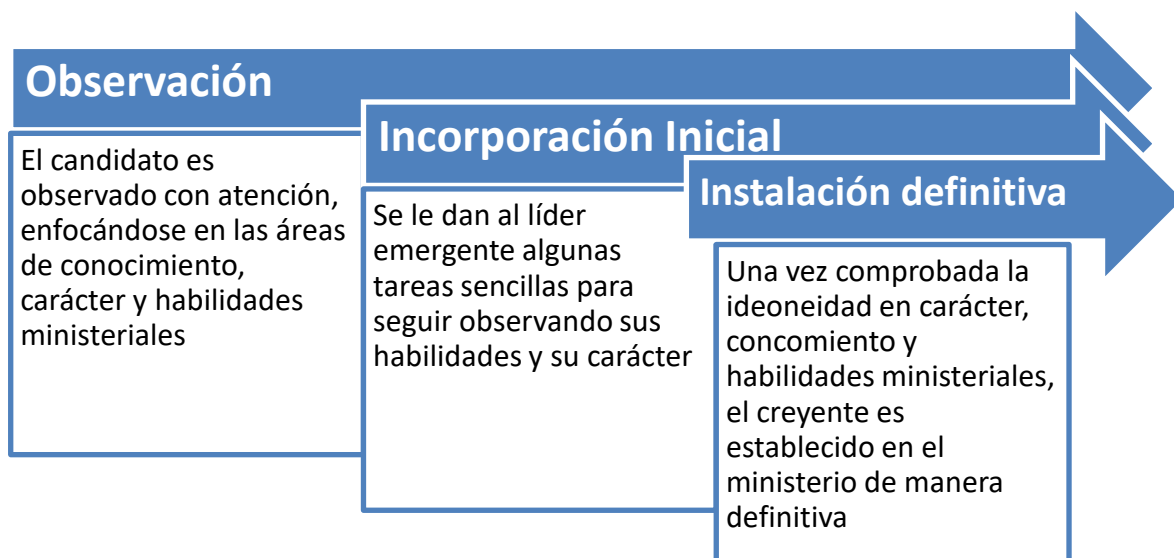 Observación
El candidato es
observado con atención,
enfocándose en las áreas
de conocimiento,
carácter y habilidades
ministeriales
Incorporación Inicial
Se le dan al líder
emergente algunas
tareas sencillas para
seguir observando sus
habilidades y su carácter
Instalación definitiva
Una vez comprobada la
ideoneidad en carácter,
concomiento y
habilidades ministeriales,
el creyente es
establecido en el
ministerio de manera
definitiva